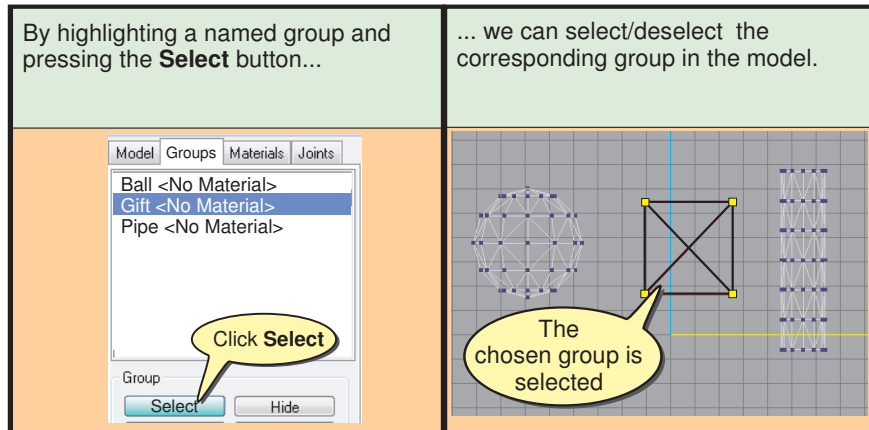 By highlighting a named group and
pressing the Select button...
... we can select/deselect the
corresponding group in the model.
Model Groups Materials Joints
Ball <No Material>
Gift <No Material>
Pipe <No Material>
Click Select
Group
Select Hide
The
chosen group is
selected